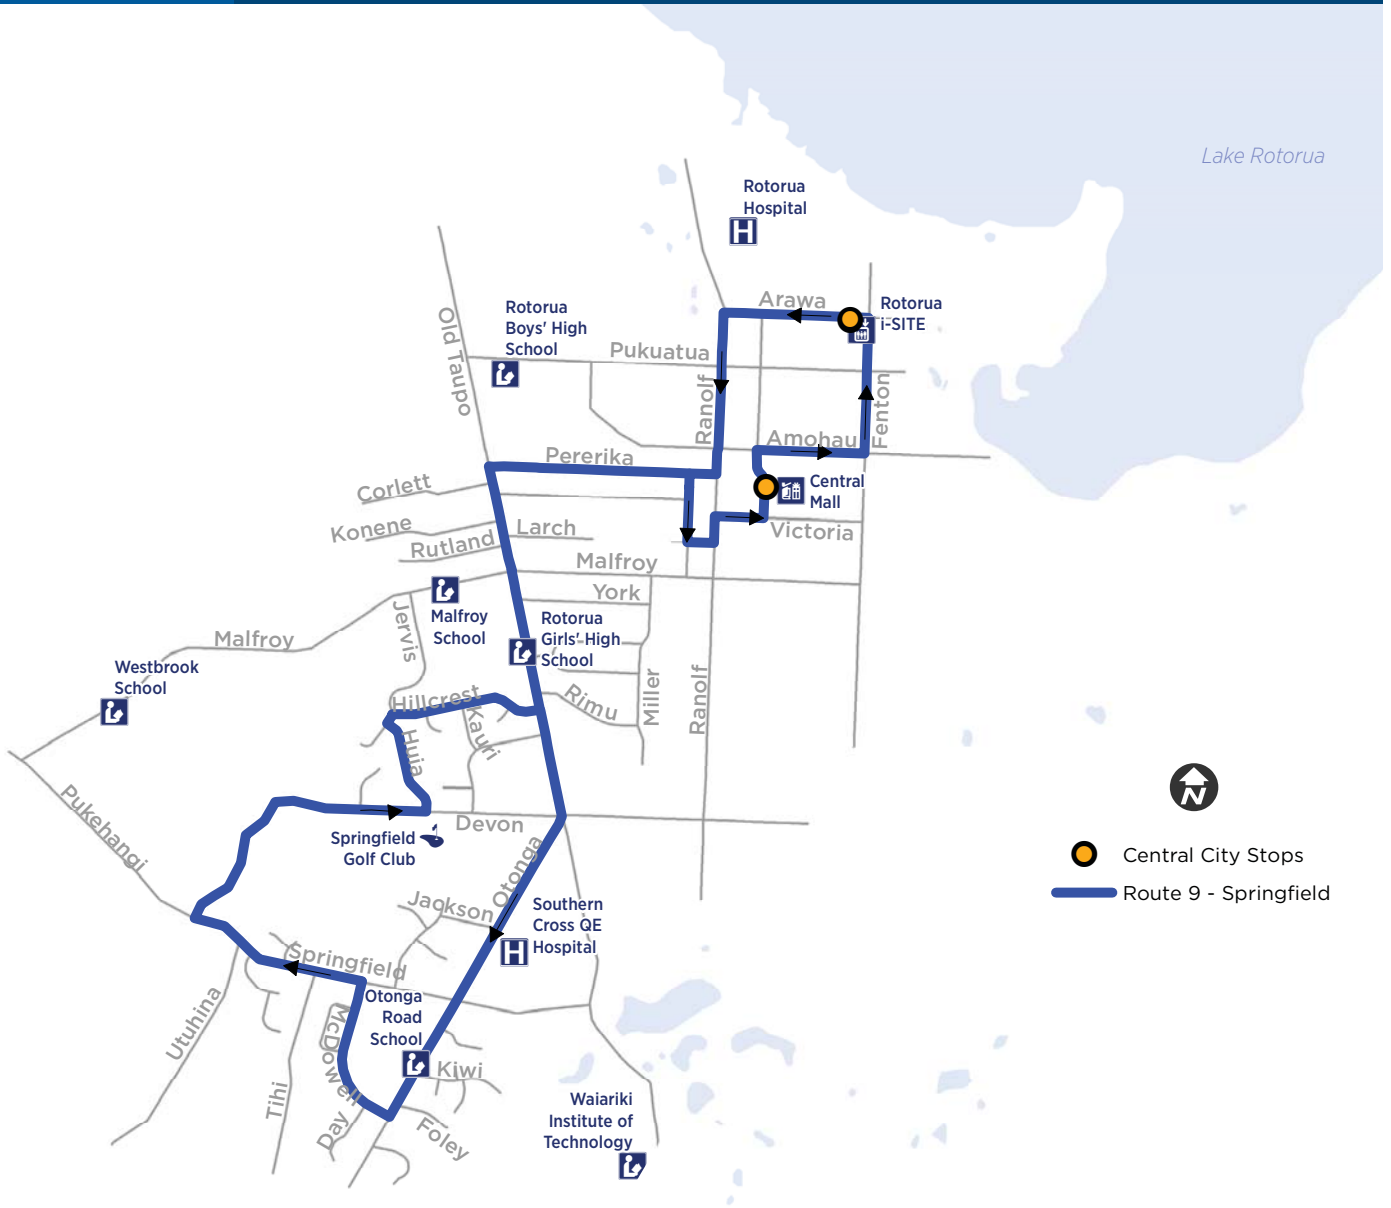 Lake Rotorua
Rotorua
Hospital
Arawa
Rotorua
i-SITE
Rotorua
Boys' High
School
Old Taupo
Pukuatua
Ranolf
Fenton
Amohau
Pererika
Central
Mall
Corlett
Konene
Rutland
Larch
Victoria
Malfroy
York
Jervis
Malfroy
School
Rotorua
Girls' High
School
Malfroy
Westbrook
School
Hillcrest
Kauri
Rimu
Miller
Ranolf
Huia
Pukehangi
Springfield
Golf Club
Devon
Otonga
Jackson
Southern
Cross QE
Hospital
Central City Stops
Route 9 - Springfield
N
Springfield
Otonga
Road
School
Utuhina
McDowell
Kiwi
Tihi
Day
Foley
Waiariki
Institute of
Technology
H
H